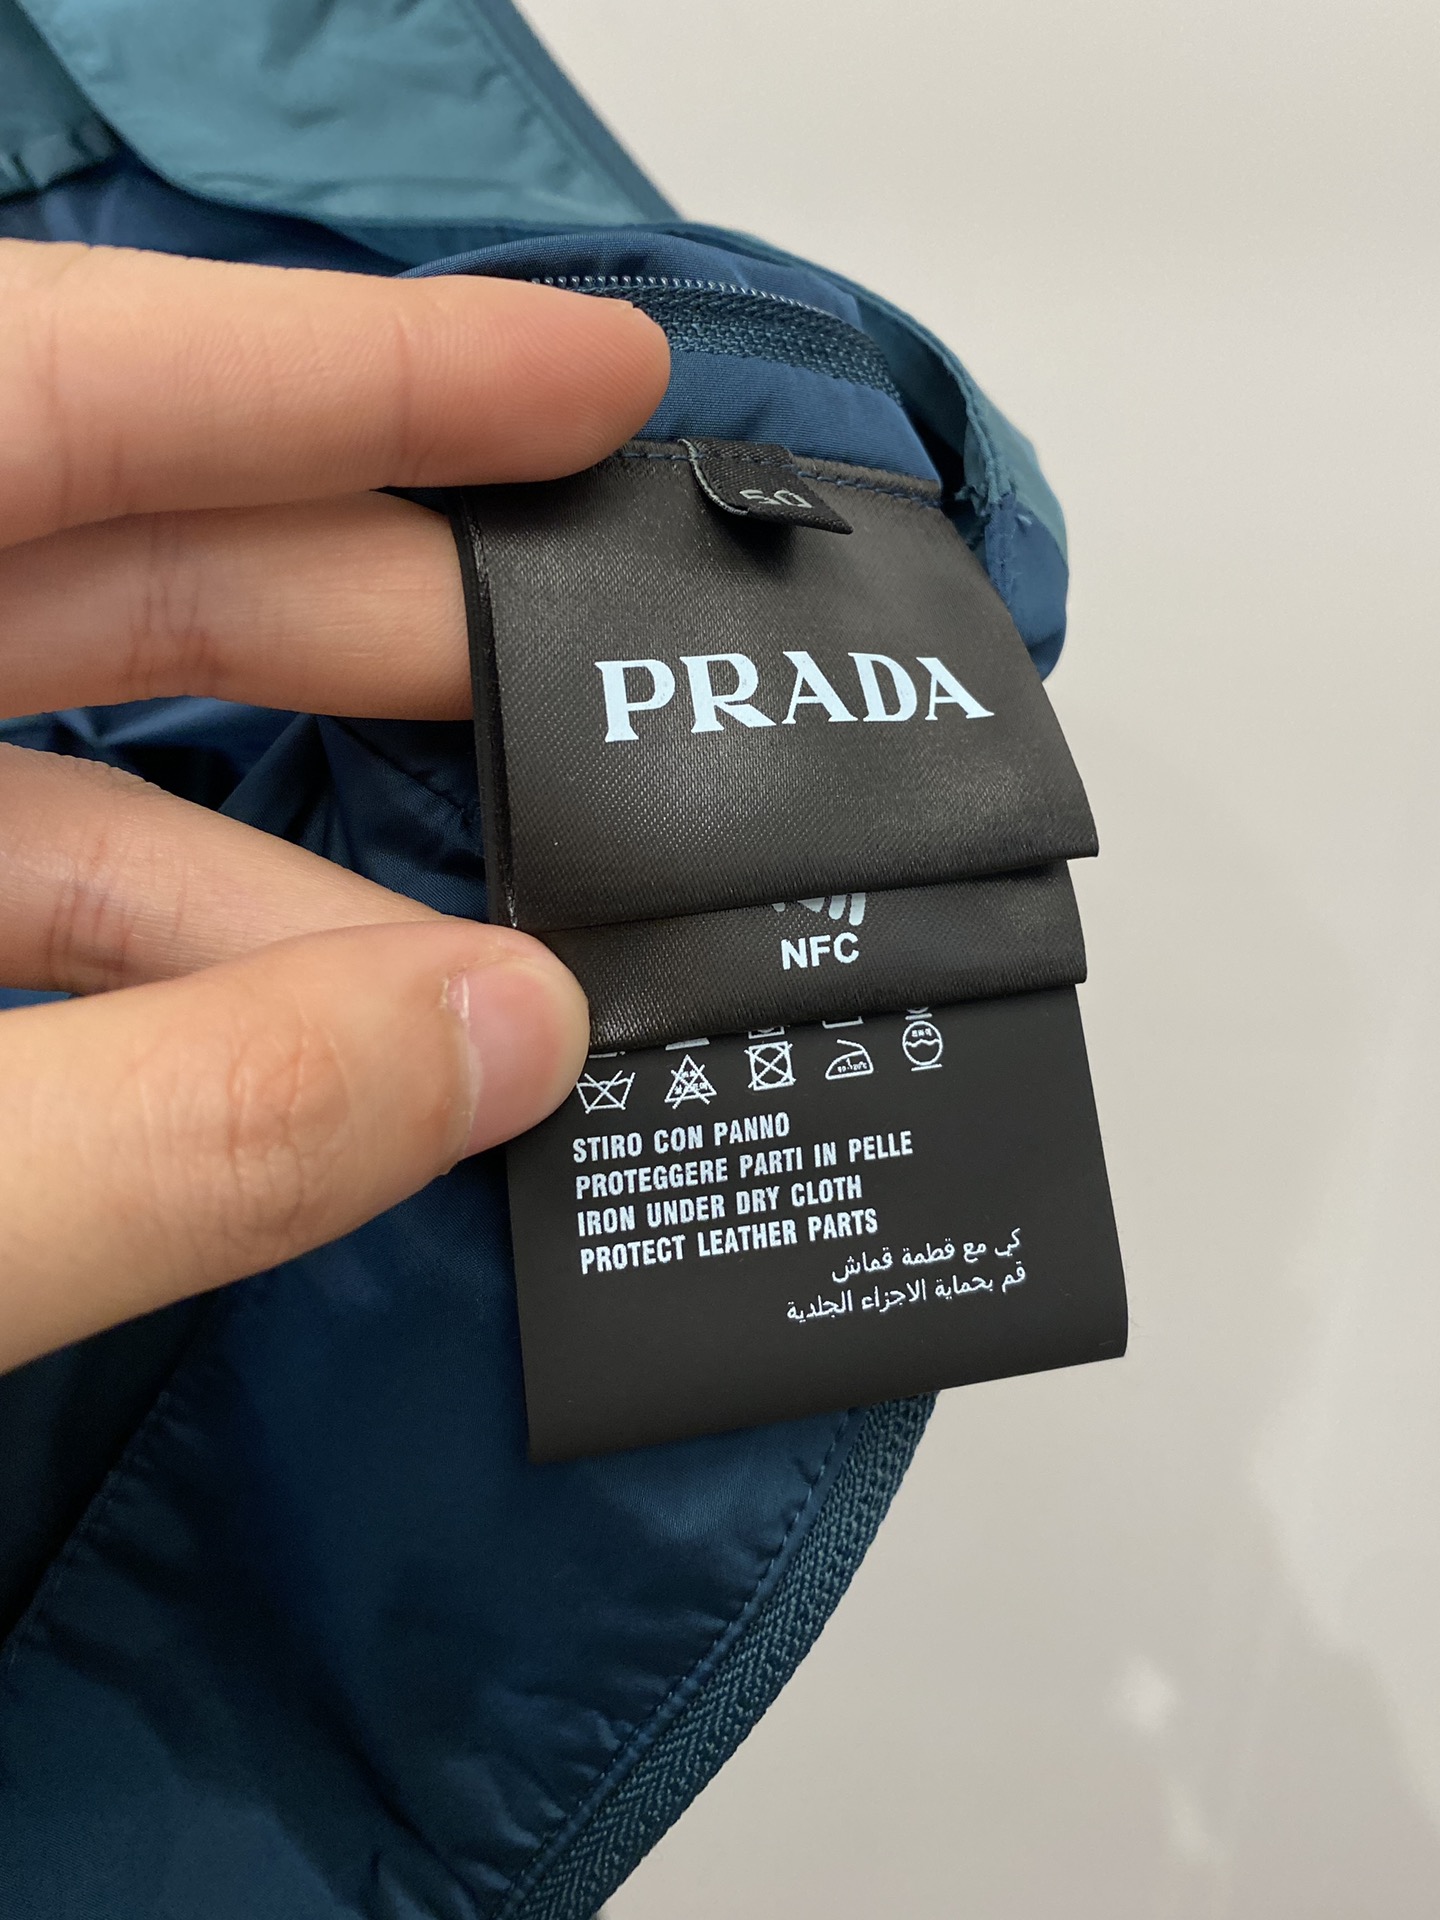 50
PRADA
NFC
STIRO CON PANNO
PROTEGGERE PARTI IN PELLE
IRON UNDER DRY CLOTH
PROTECT LEATHER PARTS
كي مع قطمة قماش
قم بحماية الاجزاء الجلدية